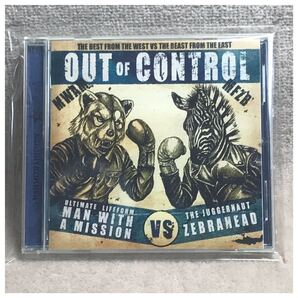 THE BEST FROM THE WEST VS THE BEAST FROM THE EAST
OUT OF CONTROL
MWAM
MFZB
ULTIMATE LIFEFORM
MAN WITH
A MISSION
VS
THE JUGGERNAUT
ZEBRAHEAD